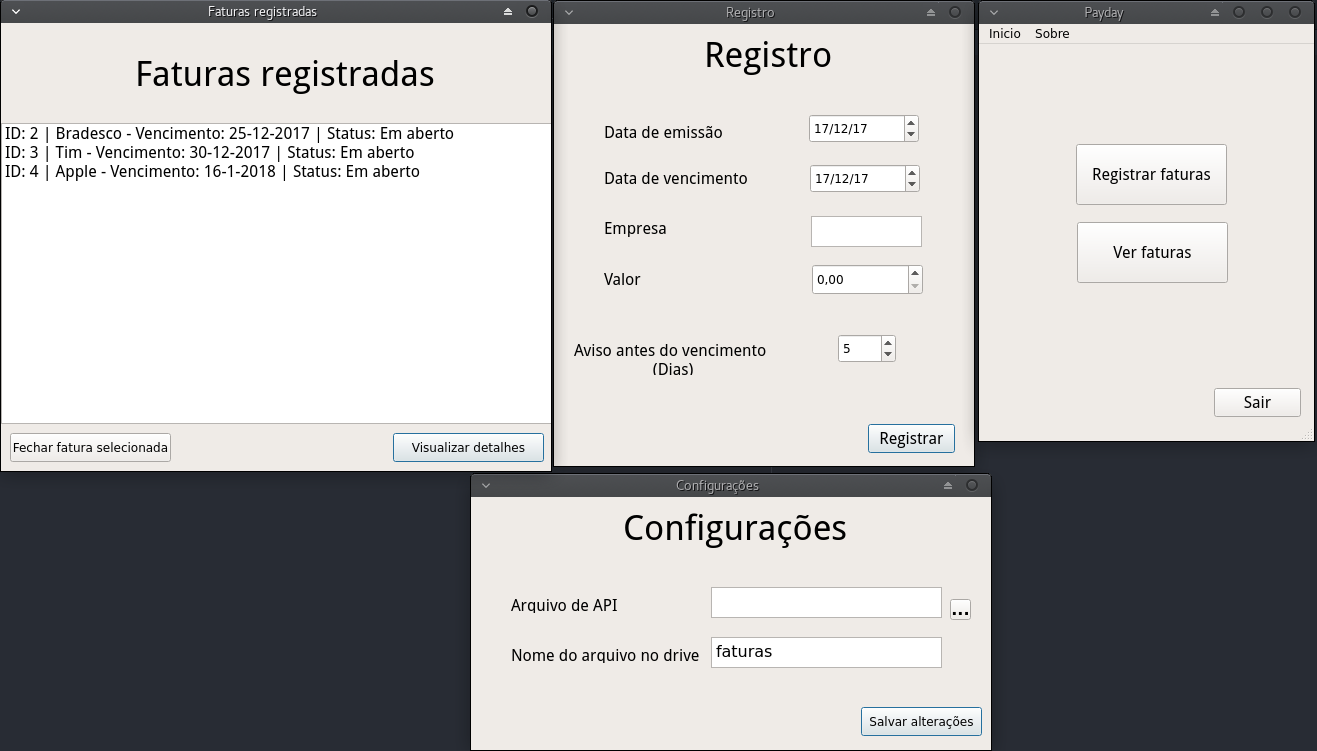 Faturas registradas
Faturas registradas
ID: 2 | Bradesco - Vencimento: 25-12-2017 | Status: Em aberto
ID: 3 | Tim - Vencimento: 30-12-2017 | Status: Em aberto
ID: 4 | Apple - Vencimento: 16-1-2018 | Status: Em aberto
Fechar fatura selecionada
Visualizar detalhes
Registro
Registro
Data de emissão
17/12/17
Data de vencimento
17/12/17
Empresa
Valor
0,00
Aviso antes do vencimento
(Dias)
5
Registrar
Payday
Inicio Sobre
Registrar faturas
Ver faturas
Sair
Configurações
Configurações
Arquivo de API
...
Nome do arquivo no drive
faturas
Salvar alterações